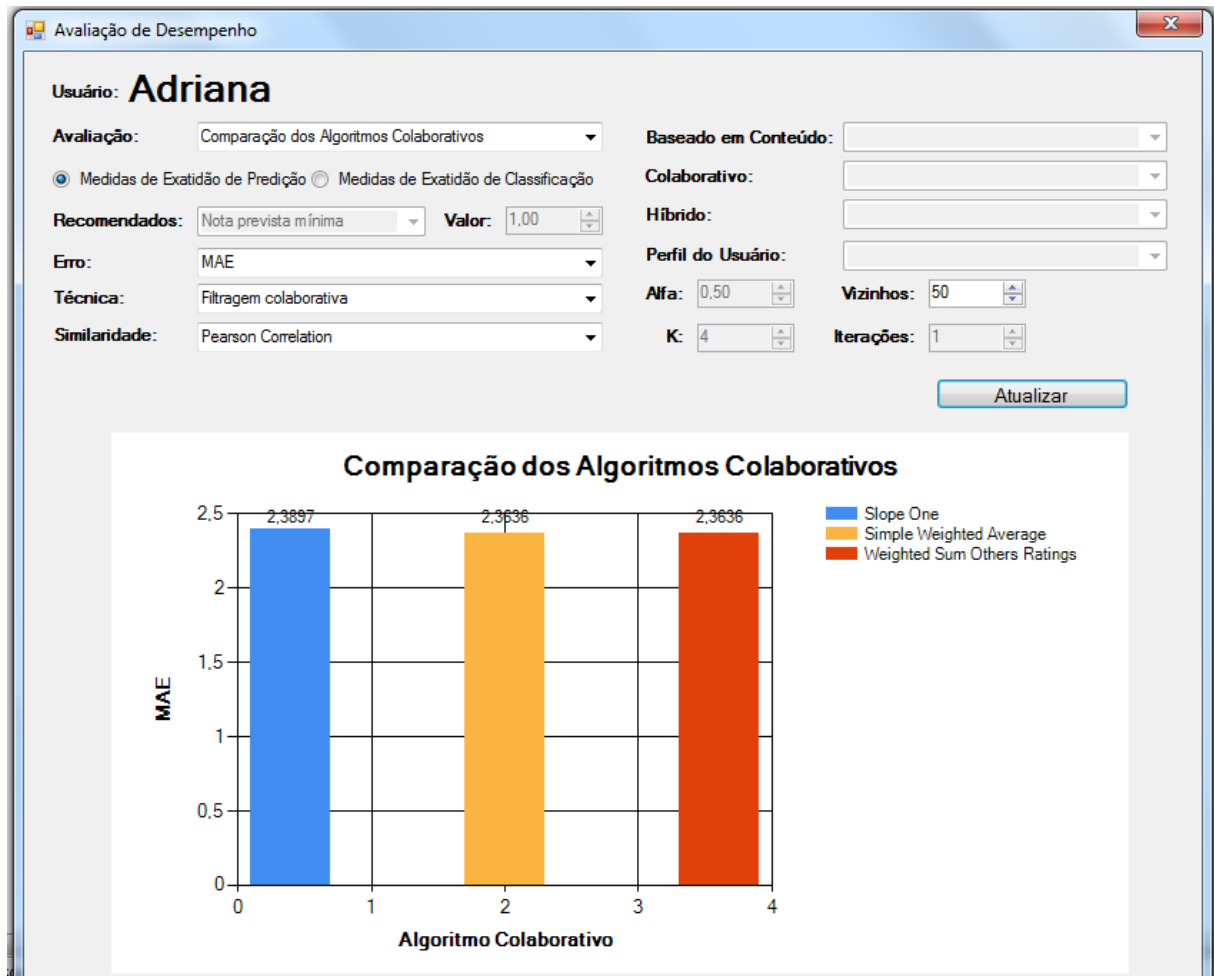 Avaliação de Desempenho
Usuário: Adriana
Avaliação: Comparação dos Algoritmos Colaborativos
Medidas de Exatidão de Predição Medidas de Exatidão de Classificação
Recomendados: Nota prevista mínima Valor: 1,00
Erro: MAE
Técnica: Filtragem colaborativa
Similaridade: Pearson Correlation
Baseado em Conteúdo:
Colaborativo:
Híbrido:
Perfil do Usuário:
Alfa: 0,50 Vizinhos: 50
K: 4 Iterações: 1
Atualizar
Comparação dos Algoritmos Colaborativos
2,5
2
1,5
1
0,5
0
MAE
2,3897 2,3636 2,3636
0 1 2 3 4
Algoritmo Colaborativo
Slope One
Simple Weighted Average
Weighted Sum Others Ratings